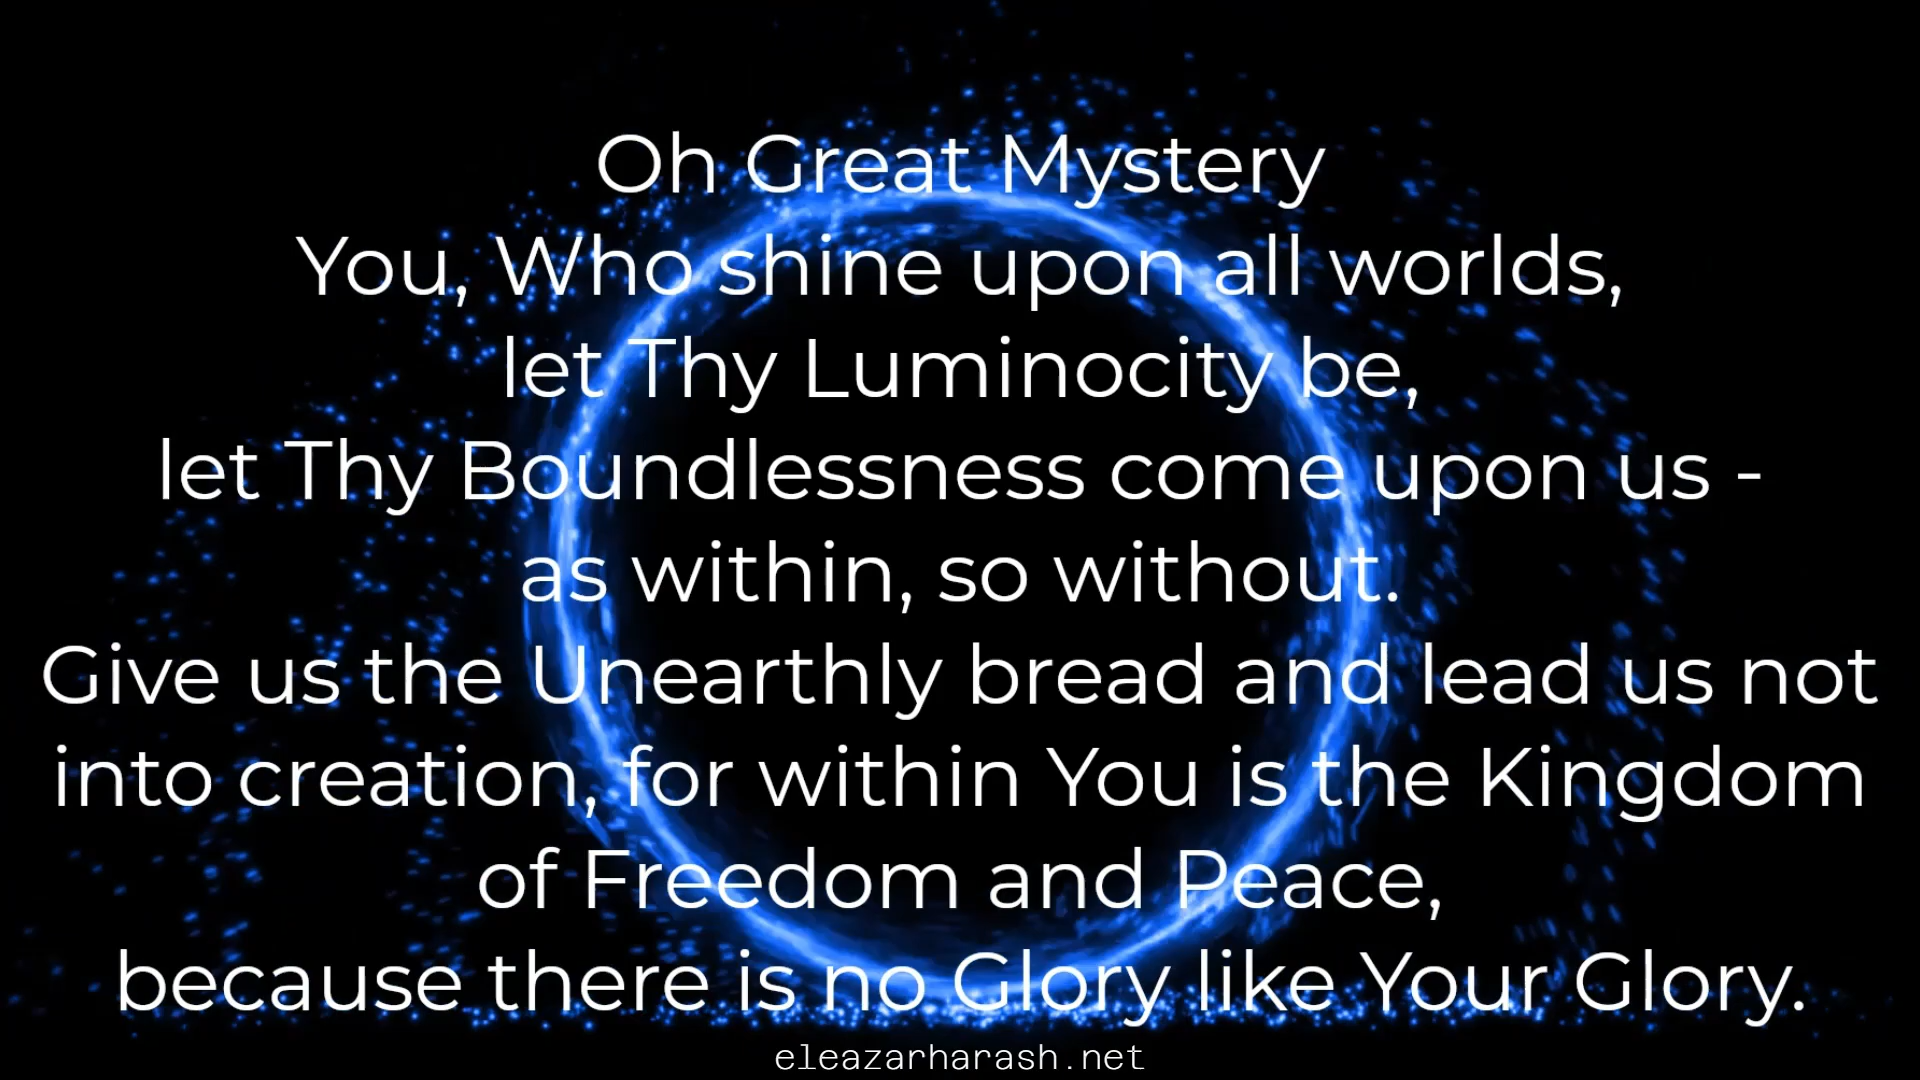 Oh Great Mystery
You, Who shine upon all worlds,
let Thy Luminocity be,
let Thy Boundlessness come upon us -
as within, so without.
Give us the Unearthly bread and lead us not
into creation, for within You is the Kingdom
of Freedom and Peace,
because there is no Glory like Your Glory.
eleazarharash.net